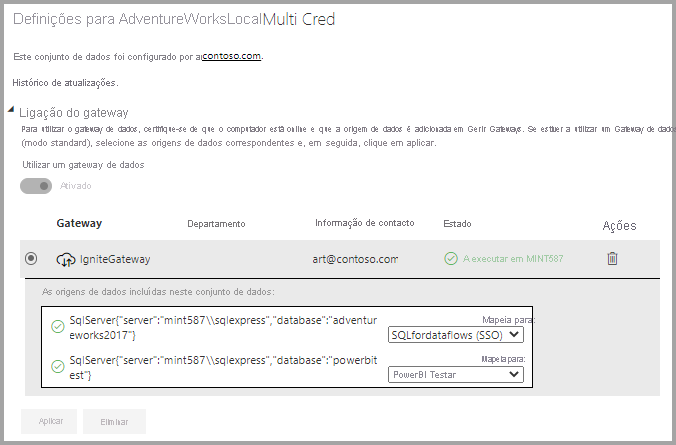 Definições para AdventureWorksLocalMulti Cred
Este conjunto de dados foi configurado por a contoso.com.
Histórico de atualizações.
Ligação do gateway
Para utilizar o gateway de dados, certifique-se de que o computador está online e que a origem de dados é adicionada em Gerir Gateways. Se estiver a utilizar um Gateway de dados
(modo standard), selecione as origens de dados correspondentes e, em seguida, clique em aplicar.
Utilizar um gateway de dados
Ativado
Gateway Departamento Informação de contacto Estado Ações
IgniteGateway art@contoso.com A executar em MINT587
As origens de dados incluídas neste conjunto de dados:
SqlServer{"server":"mint587\\sqlexpress","database":"adventur Mapeia para:
eworks2017"} SQLfordataflows (SSO)
SqlServer{"server":"mint587\\sqlexpress","database":"powerbit Mapeia para:
est"} PowerBI Testar
Aplicar Eliminar